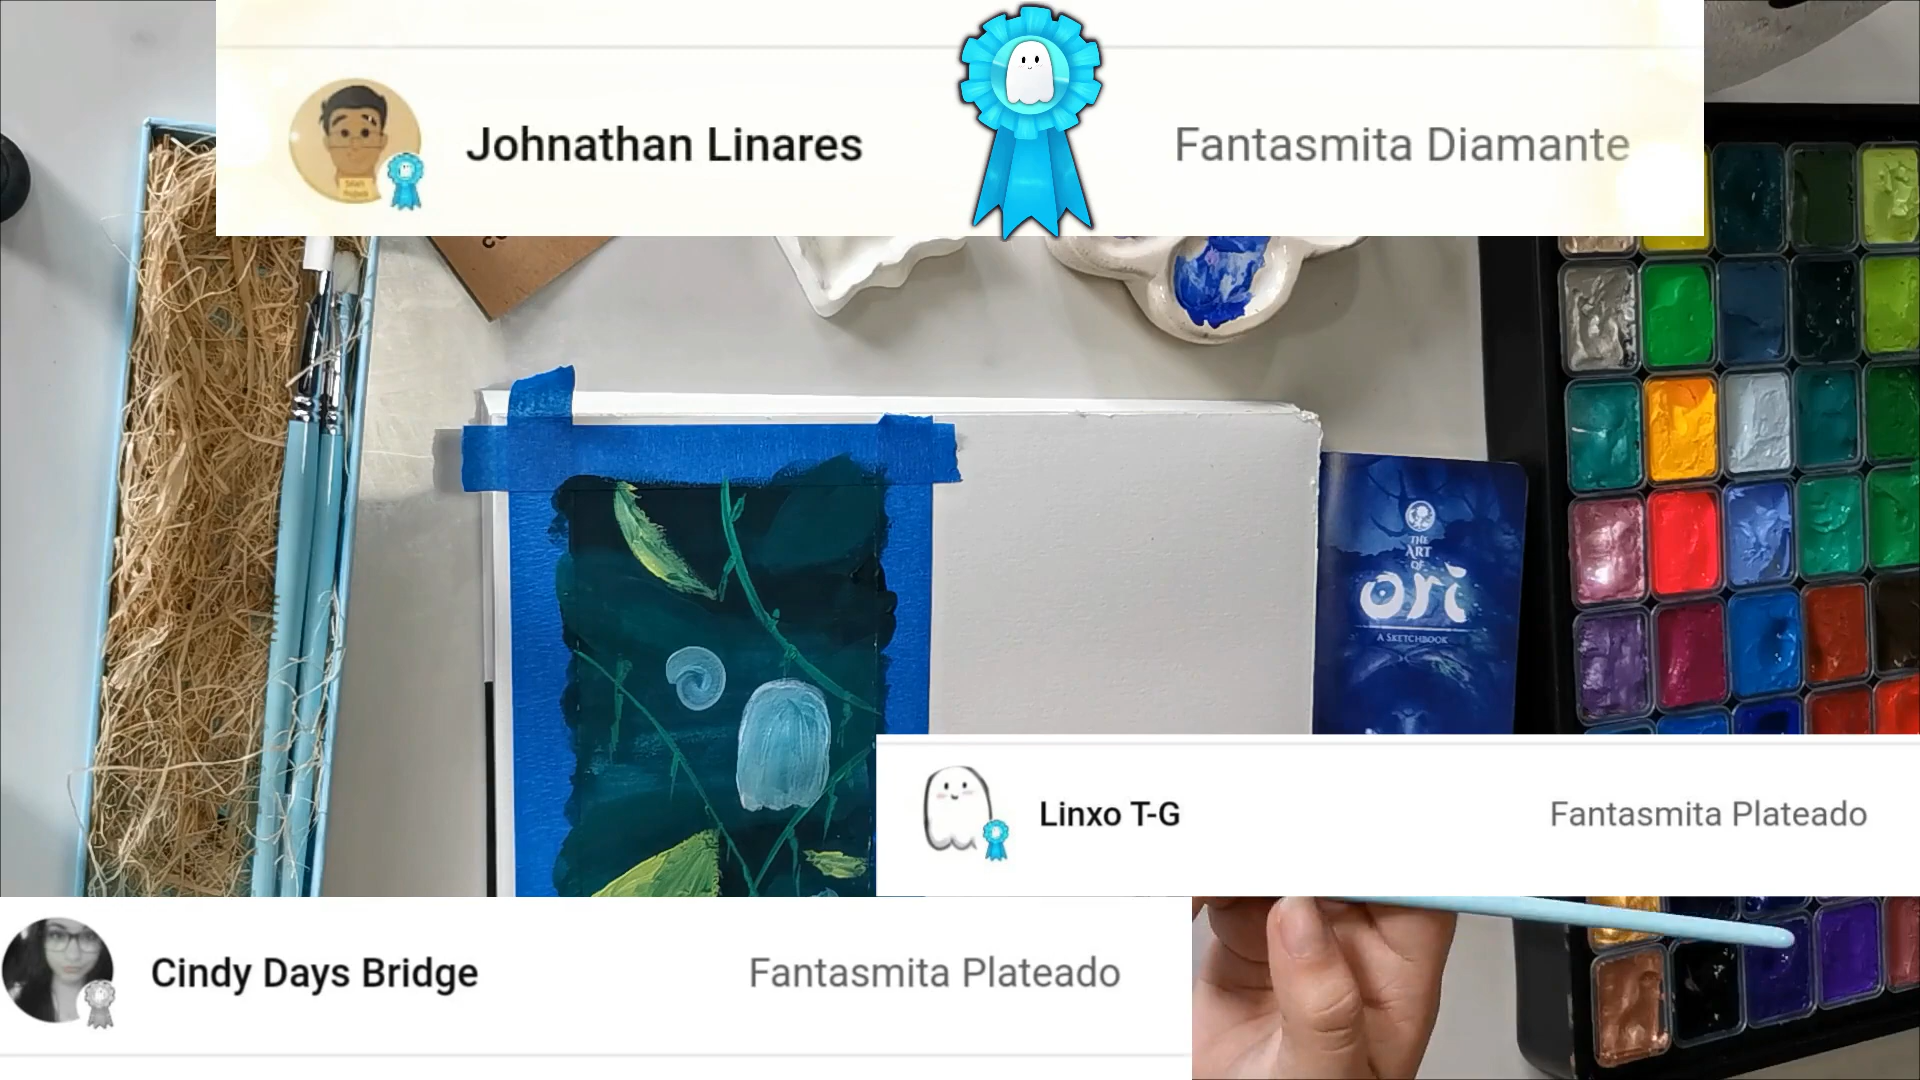 Johnathan Linares
Fantasmita Diamante
THE
ART
OF
ori
A SKETCHBOOK
Linxo T-G
Fantasmita Plateado
Cindy Days Bridge
Fantasmita Plateado